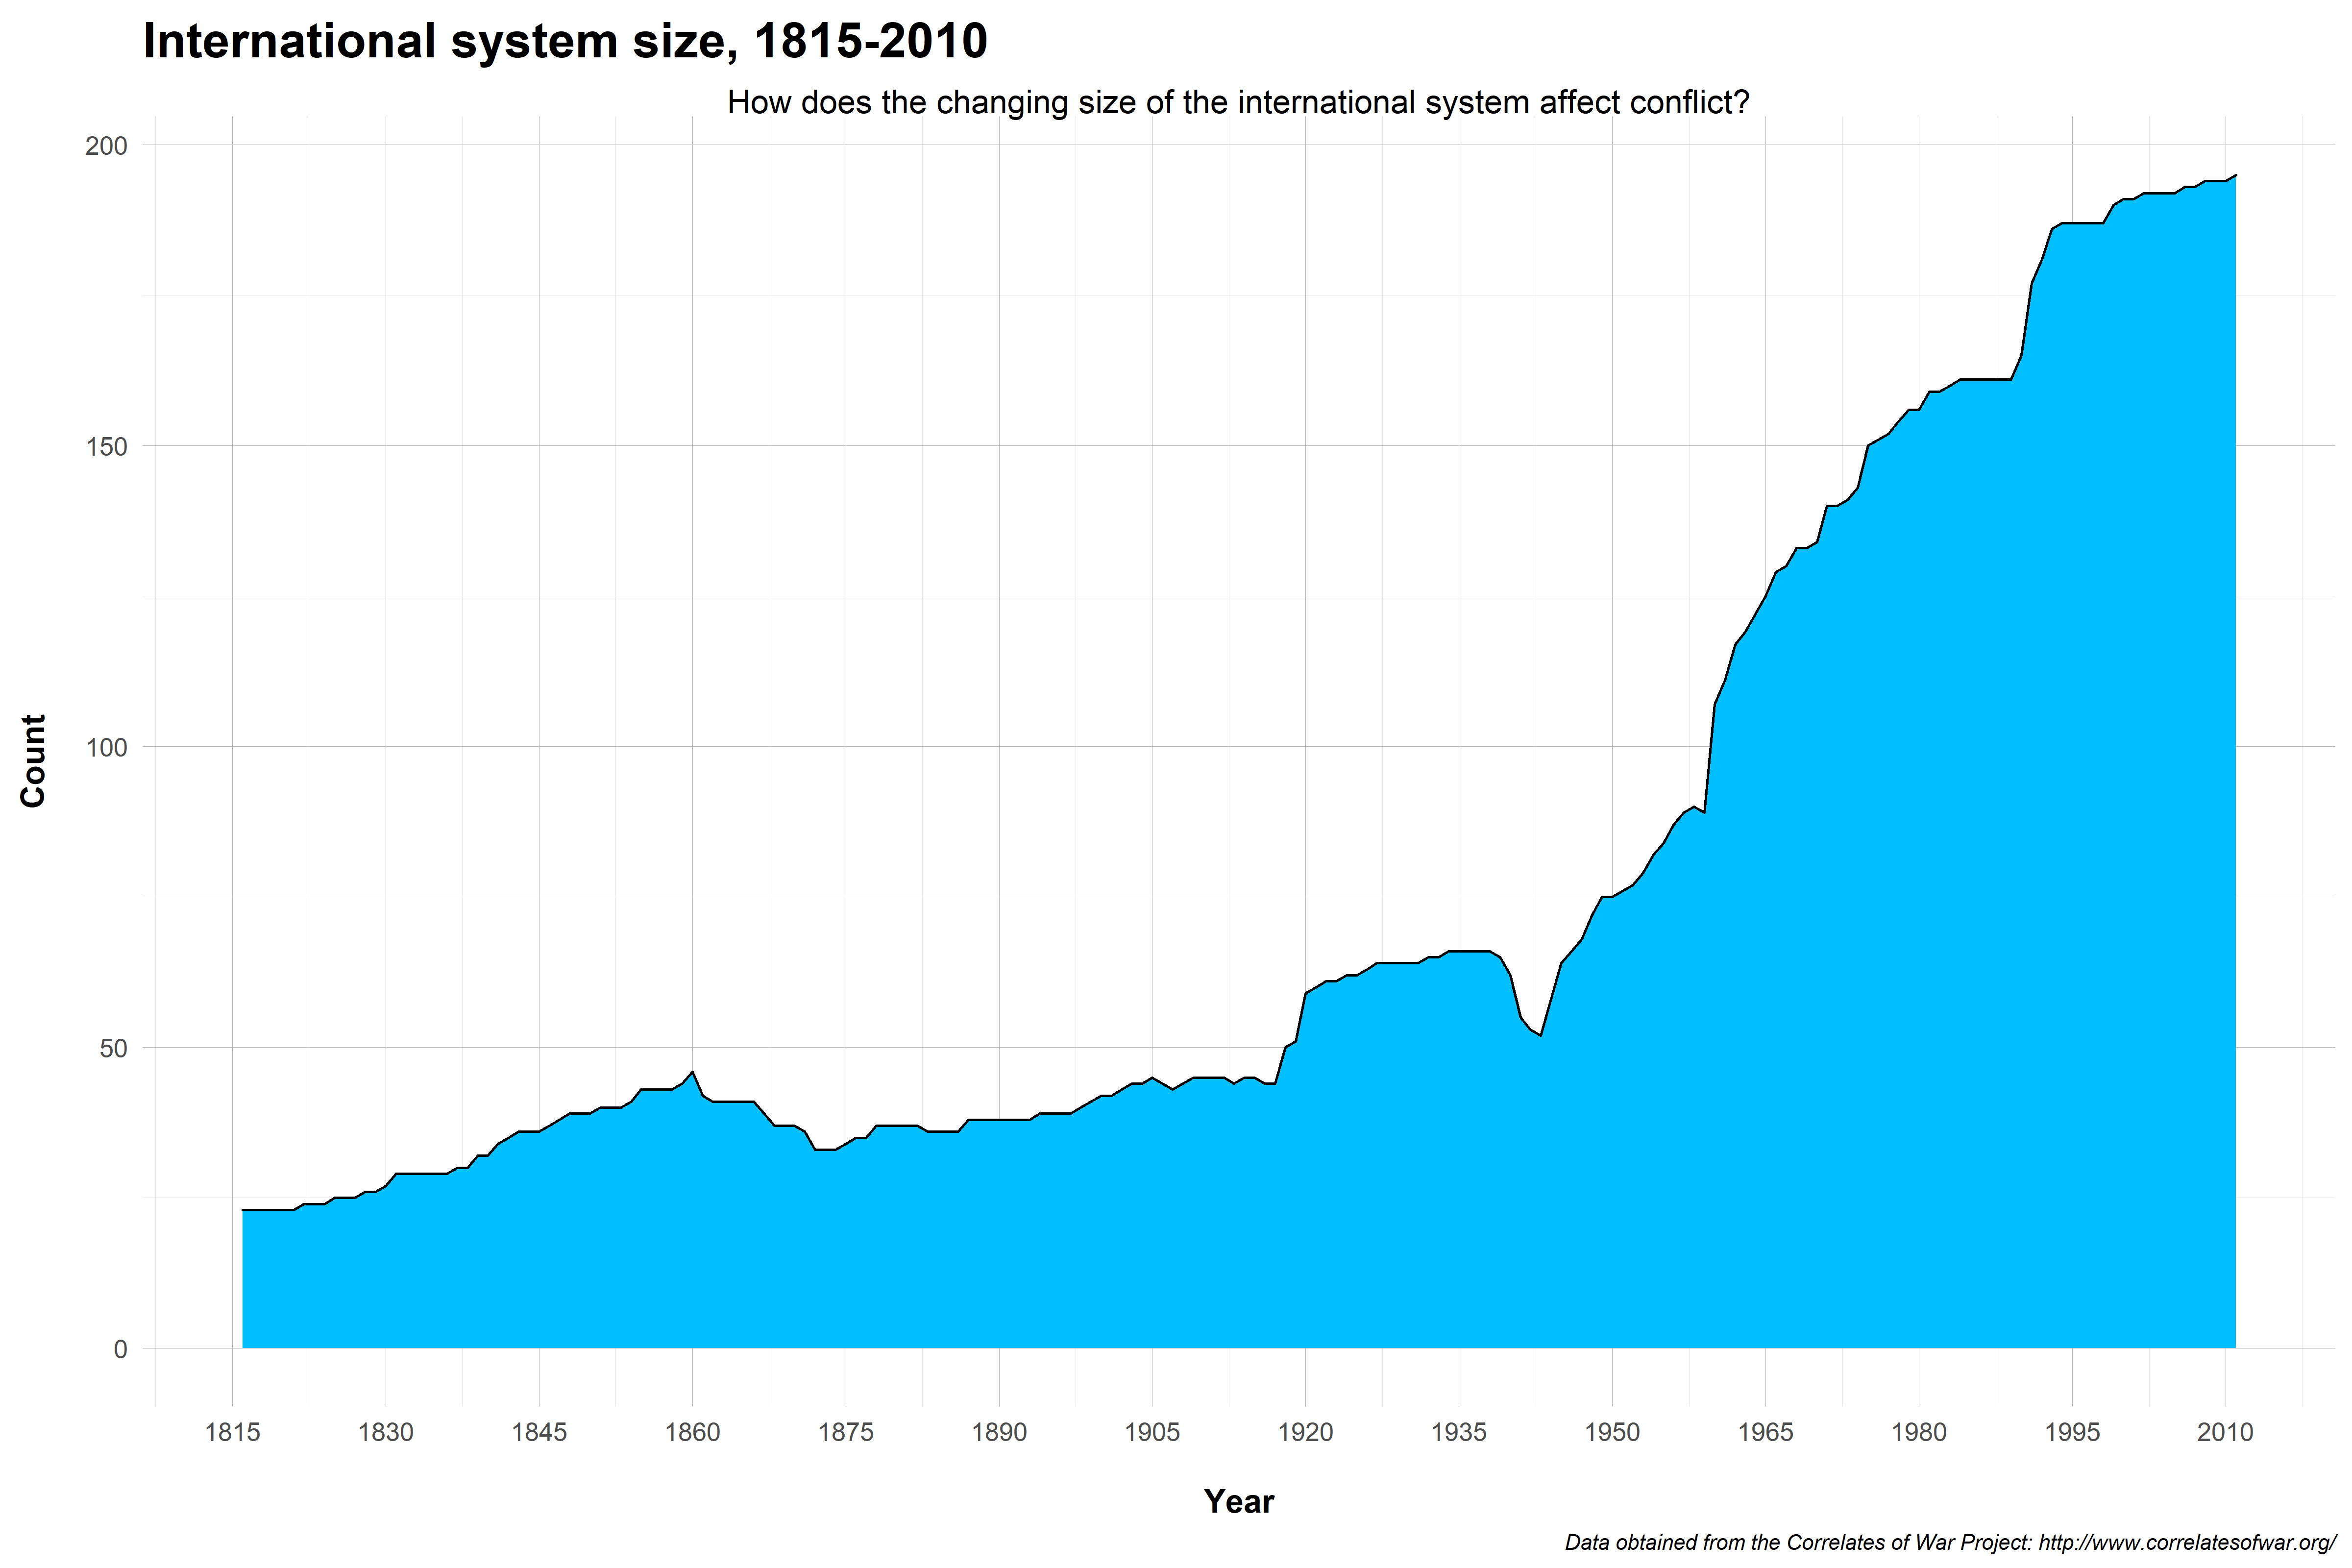 International system size, 1815-2010
How does the changing size of the international system affect conflict?
200
150
100
50
0
Count
1815 1830 1845 1860 1875 1890 1905 1920 1935 1950 1965 1980 1995 2010
Year
Data obtained from the Correlates of War Project: http://www.correlatesofwar.org/